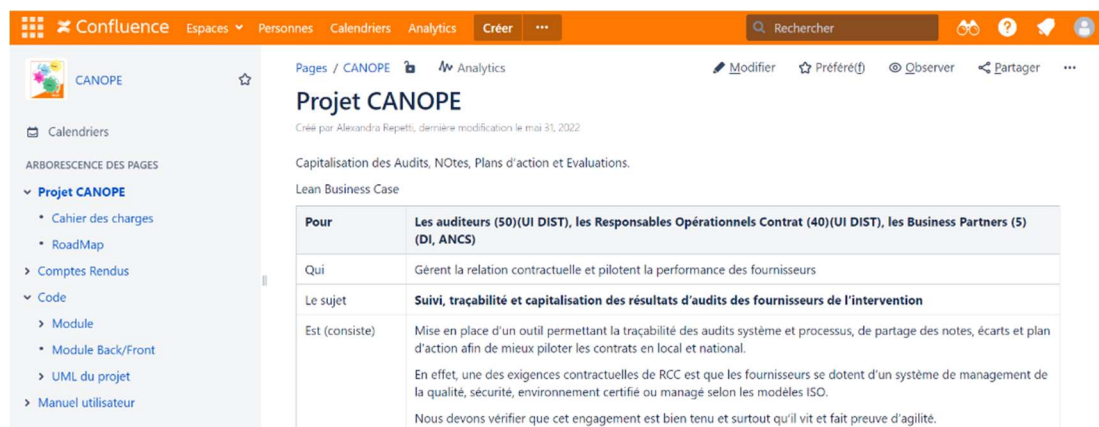 Confluence Espaces Personnes Calendriers Analytics Créer ••• Rechercher ?
CANOPE
Calendriers
ARBORESCENCE DES PAGES
Projet CANOPE
• Cahier des charges
• RoadMap
Comptes Rendus
Code
Module
• Module Back/Front
UML du projet
Manuel utilisateur
Pages / CANOPE Analytics Modifier Préféré(f) Observer Partager •••
Projet CANOPE
Créé par Alexandra Repetti, dernière modification le mai 31, 2022
Capitalisation des Audits, NOtes, Plans d'action et Evaluations.
Lean Business Case
Pour Les auditeurs (50)(UI DIST), les Responsables Opérationnels Contrat (40)(UI DIST), les Business Partners (5)
(DI, ANCS)
Qui Gèrent la relation contractuelle et pilotent la performance des fournisseurs
Le sujet Suivi, traçabilité et capitalisation des résultats d'audits des fournisseurs de l'intervention
Est (consiste) Mise en place d'un outil permettant la traçabilité des audits système et processus, de partage des notes, écarts et plan
d'action afin de mieux piloter les contrats en local et national.
En effet, une des exigences contractuelles de RCC est que les fournisseurs se dotent d'un système de management de
la qualité, sécurité, environnement certifié ou managé selon les modèles ISO.
Nous devons vérifier que cet engagement est bien tenu et surtout qu'il vit et fait preuve d'agilité.